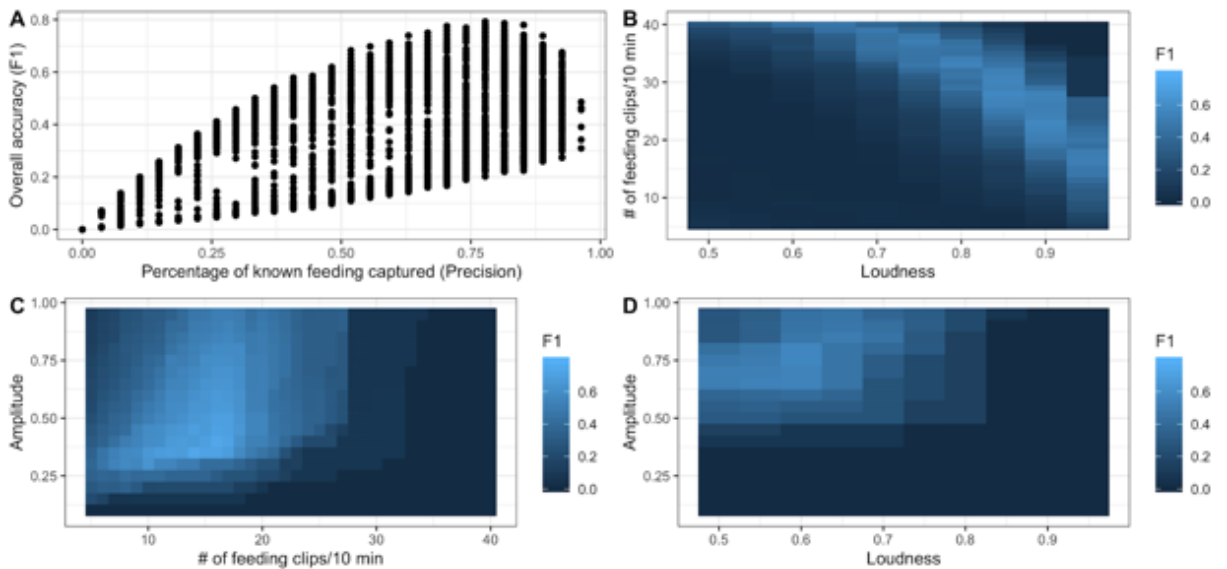 A
Overall accuracy (F1)
0.8
0.6
0.4
0.2
0.0
0.00 0.25 0.50 0.75 1.00
Percentage of known feeding captured (Precision)
B
# of feeding clips/10 min
40
30
20
10
0.5 0.6 0.7 0.8 0.9
Loudness
F1
0.6
0.4
0.2
0.0
C
Amplitude
1.00
0.75
0.50
0.25
10 20 30 40
# of feeding clips/10 min
F1
0.6
0.4
0.2
0.0
D
Amplitude
1.00
0.75
0.50
0.25
0.5 0.6 0.7 0.8 0.9
Loudness
F1
0.6
0.4
0.2
0.0